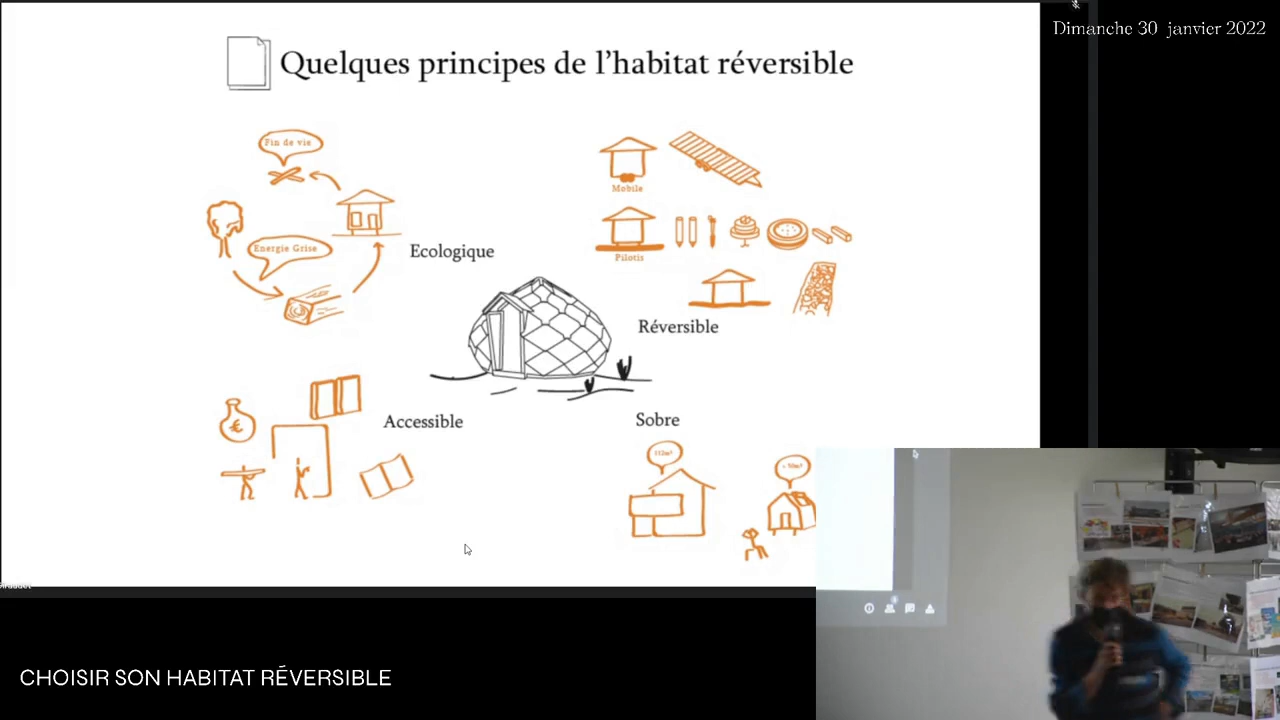 Dimanche 30 janvier 2022
Quelques principes de l'habitat réversible
Fin de vie
Energie Grise
Ecologique
Mobile
Pilotis
Réversible
Accessible
€
Sobre
CHOISIR SON HABITAT RÉVERSIBLE